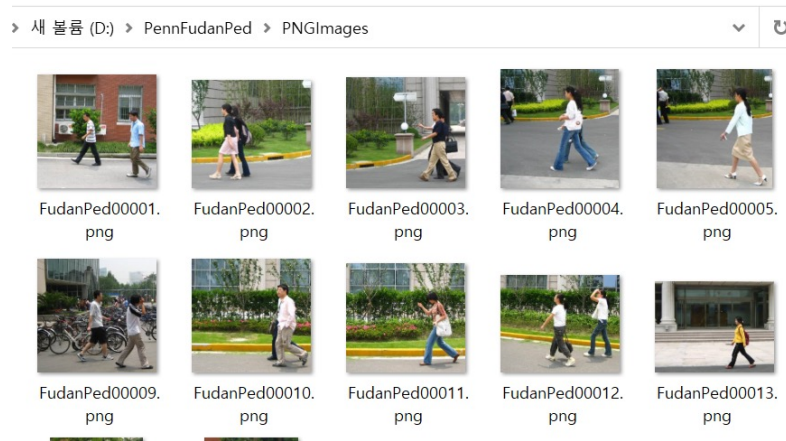 새 볼륨 (D:) > PennFudanPed > PNGImages
FudanPed00001.png
FudanPed00002.png
FudanPed00003.png
FudanPed00004.png
FudanPed00005.png
FudanPed00009.png
FudanPed00010.png
FudanPed00011.png
FudanPed00012.png
FudanPed00013.png